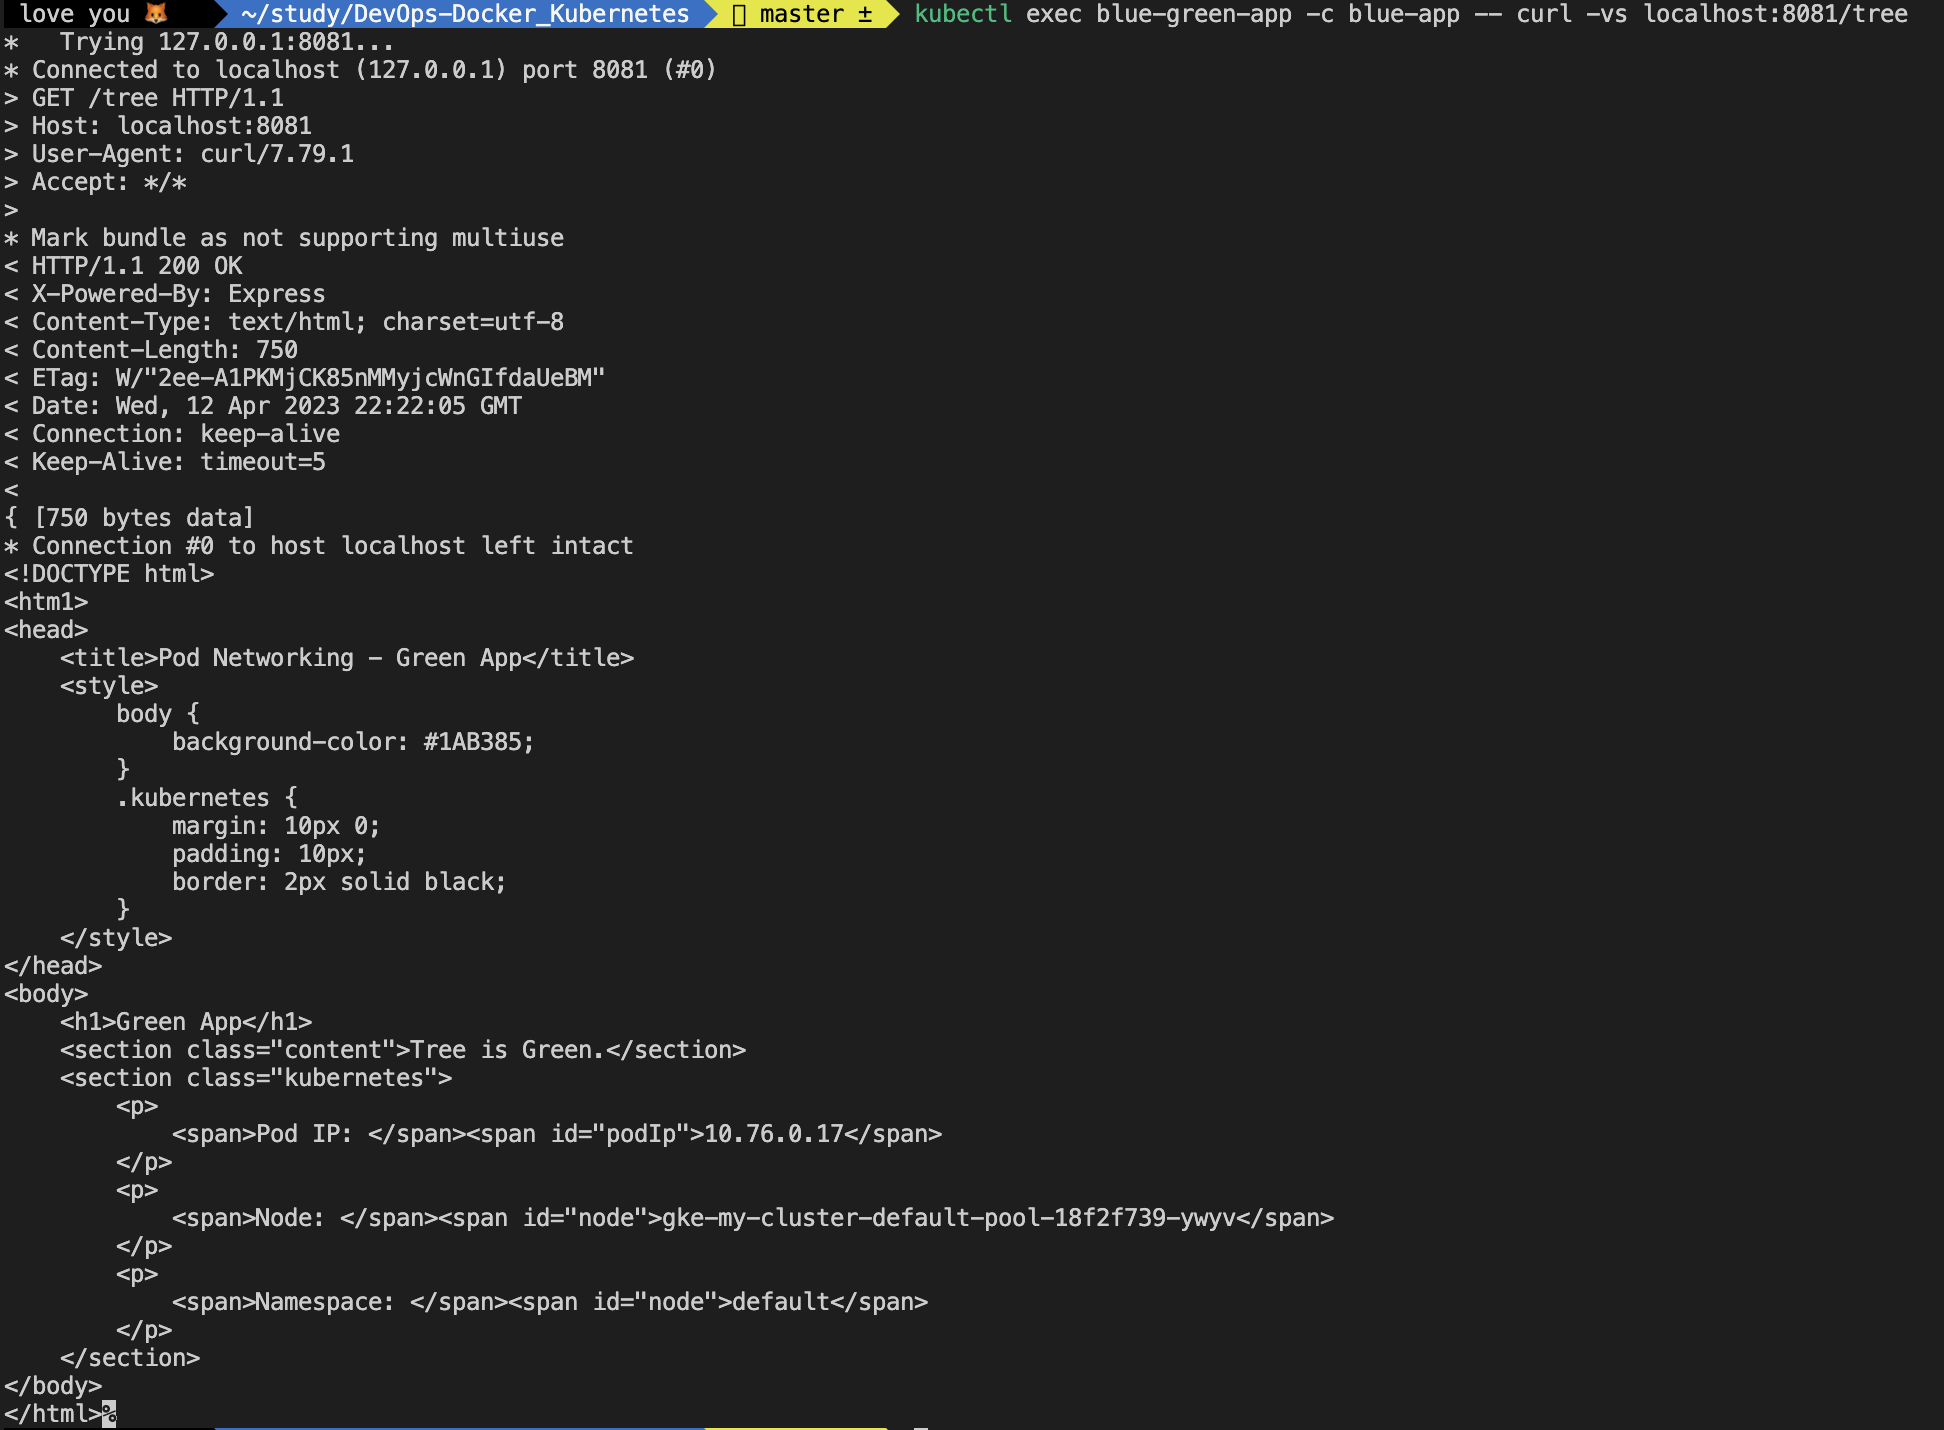 love you 🦊 ~/study/DevOps-Docker_Kubernetes master ± kubectl exec blue-green-app -c blue-app -- curl -vs localhost:8081/tree
*   Trying 127.0.0.1:8081...
* Connected to localhost (127.0.0.1) port 8081 (#0)
> GET /tree HTTP/1.1
> Host: localhost:8081
> User-Agent: curl/7.79.1
> Accept: */*
>
* Mark bundle as not supporting multiuse
< HTTP/1.1 200 OK
< X-Powered-By: Express
< Content-Type: text/html; charset=utf-8
< Content-Length: 750
< ETag: W/"2ee-A1PKMjCK85nMMyjcWnGIfdaUeBM"
< Date: Wed, 12 Apr 2023 22:22:05 GMT
< Connection: keep-alive
< Keep-Alive: timeout=5
<
{ [750 bytes data]
* Connection #0 to host localhost left intact
<!DOCTYPE html>
<htm1>
<head>
    <title>Pod Networking - Green App</title>
    <style>
        body {
            background-color: #1AB385;
        }
        .kubernetes {
            margin: 10px 0;
            padding: 10px;
            border: 2px solid black;
        }
    </style>
</head>
<body>
    <h1>Green App</h1>
    <section class="content">Tree is Green.</section>
    <section class="kubernetes">
        <p>
            <span>Pod IP: </span><span id="podIp">10.76.0.17</span>
        </p>
        <p>
            <span>Node: </span><span id="node">gke-my-cluster-default-pool-18f2f739-ywyv</span>
        </p>
        <p>
            <span>Namespace: </span><span id="node">default</span>
        </p>
    </section>
</body>
</html>%